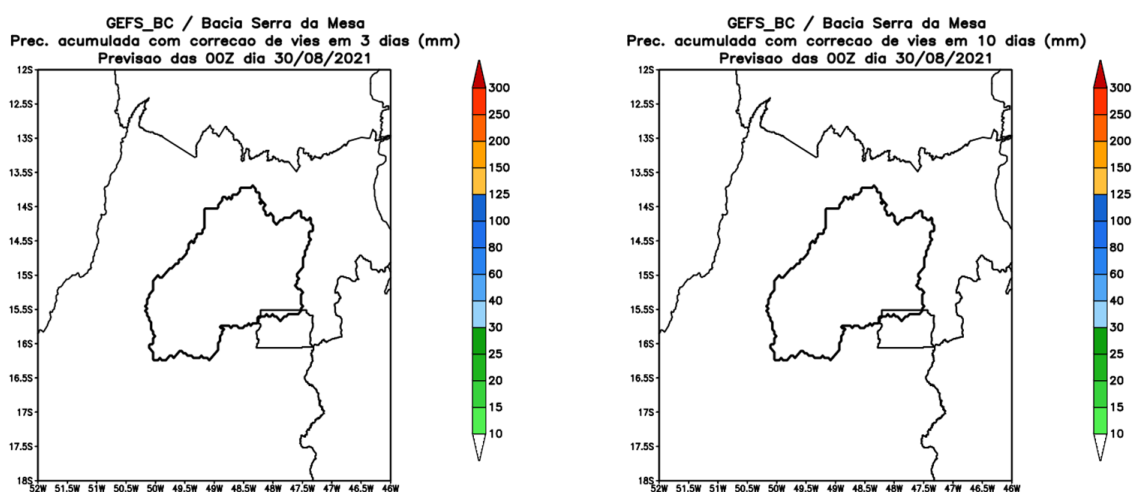 GEFS_BC / Bacia Serra da Mesa
Prec. acumulada com correcao de vies em 3 dias (mm)
Previsao das 00Z dia 30/08/2021
12S
12.5S
13S
13.5S
14S
14.5S
15S
15.5S
16S
16.5S
17S
17.5S
18S
52W 51.5W 51W 50.5W 50W 49.5W 49W 48.5W 48W 47.5W 47W 46.5W 46W
300
250
200
150
125
100
80
60
40
30
25
20
15
10
GEFS_BC / Bacia Serra da Mesa
Prec. acumulada com correcao de vies em 10 dias (mm)
Previsao das 00Z dia 30/08/2021
12S
12.5S
13S
13.5S
14S
14.5S
15S
15.5S
16S
16.5S
17S
17.5S
18S
52W 51.5W 51W 50.5W 50W 49.5W 49W 48.5W 48W 47.5W 47W 46.5W 46W
300
250
200
150
125
100
80
60
40
30
25
20
15
10